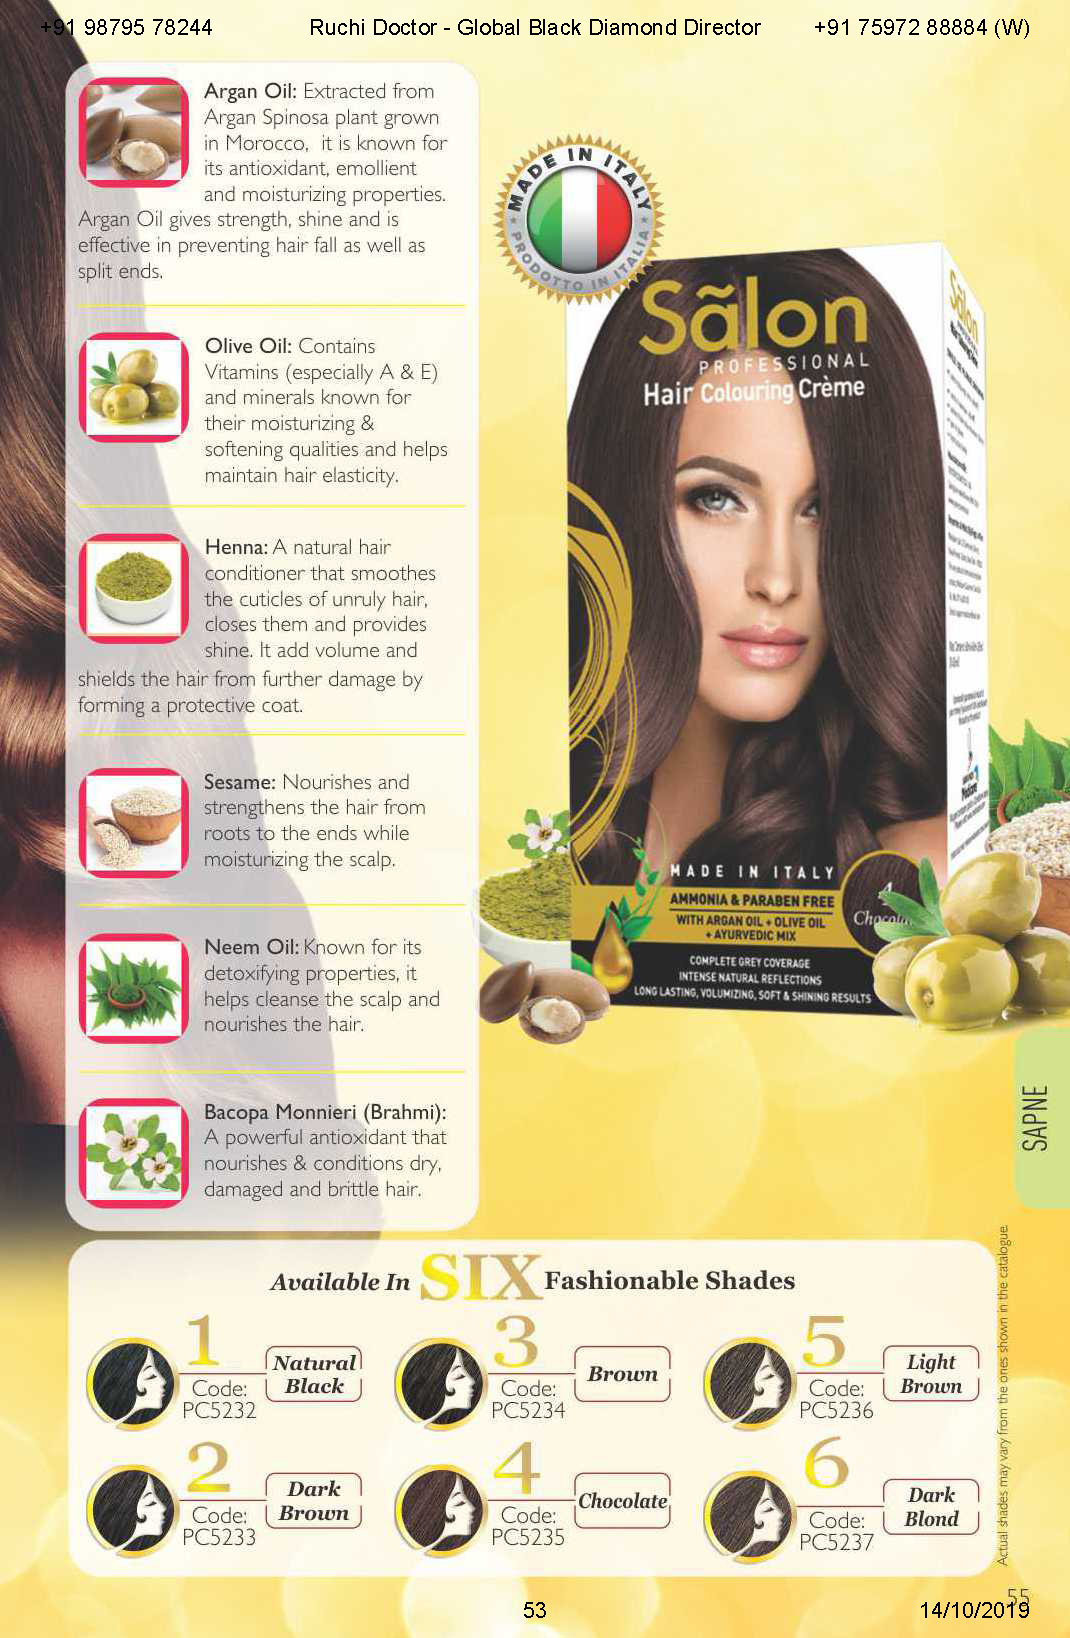 +91 98795 78244 Ruchi Doctor - Global Black Diamond Director +91 75972 88884 (W)
Argan Oil: Extracted from
Argan Spinosa plant grown
in Morocco, it is known for
its antioxidant, emollient
and moisturizing properties.
Argan Oil gives strength, shine and is
effective in preventing hair fall as well as
split ends.
Olive Oil: Contains
Vitamins (especially A & E)
and minerals known for
their moisturizing &
softening qualities and helps
maintain hair elasticity.
Henna: A natural hair
conditioner that smoothes
the cuticles of unruly hair,
closes them and provides
shine. It add volume and
shields the hair from further damage by
forming a protective coat.
Sesame: Nourishes and
strengthens the hair from
roots to the ends while
moisturizing the scalp.
Neem Oil: Known for its
detoxifying properties, it
helps cleanse the scalp and
nourishes the hair.
Bacopa Monnieri (Brahmi):
A powerful antioxidant that
nourishes & conditions dry,
damaged and brittle hair.
MADE IN ITALY
PRODOTTO IN ITALIA
Sãlon
PROFESSIONAL
Hair Colouring Crème
MADE IN ITALY
AMMONIA & PARABEN FREE
WITH ARGAN OIL + OLIVE OIL
+ AYURVEDIC MIX
4
COMPLETE GREY COVERAGE
INTENSE NATURAL REFLECTIONS
LONG LASTING, VOLUMIZING, SOFT & SHINING RESULTS
Sãlon
SAPNE
Available In SIX Fashionable Shades
1
Code:
PC5232
Natural
Black
3
Code:
PC5234
Brown
5
Code:
PC5236
Light
Brown
2
Code:
PC5233
Dark
Brown
4
Code:
PC5235
Chocolate
6
Code:
PC5237
Dark
Blond
Actual shades may vary from the ones shown in the catalogue.
55
53
14/10/2019